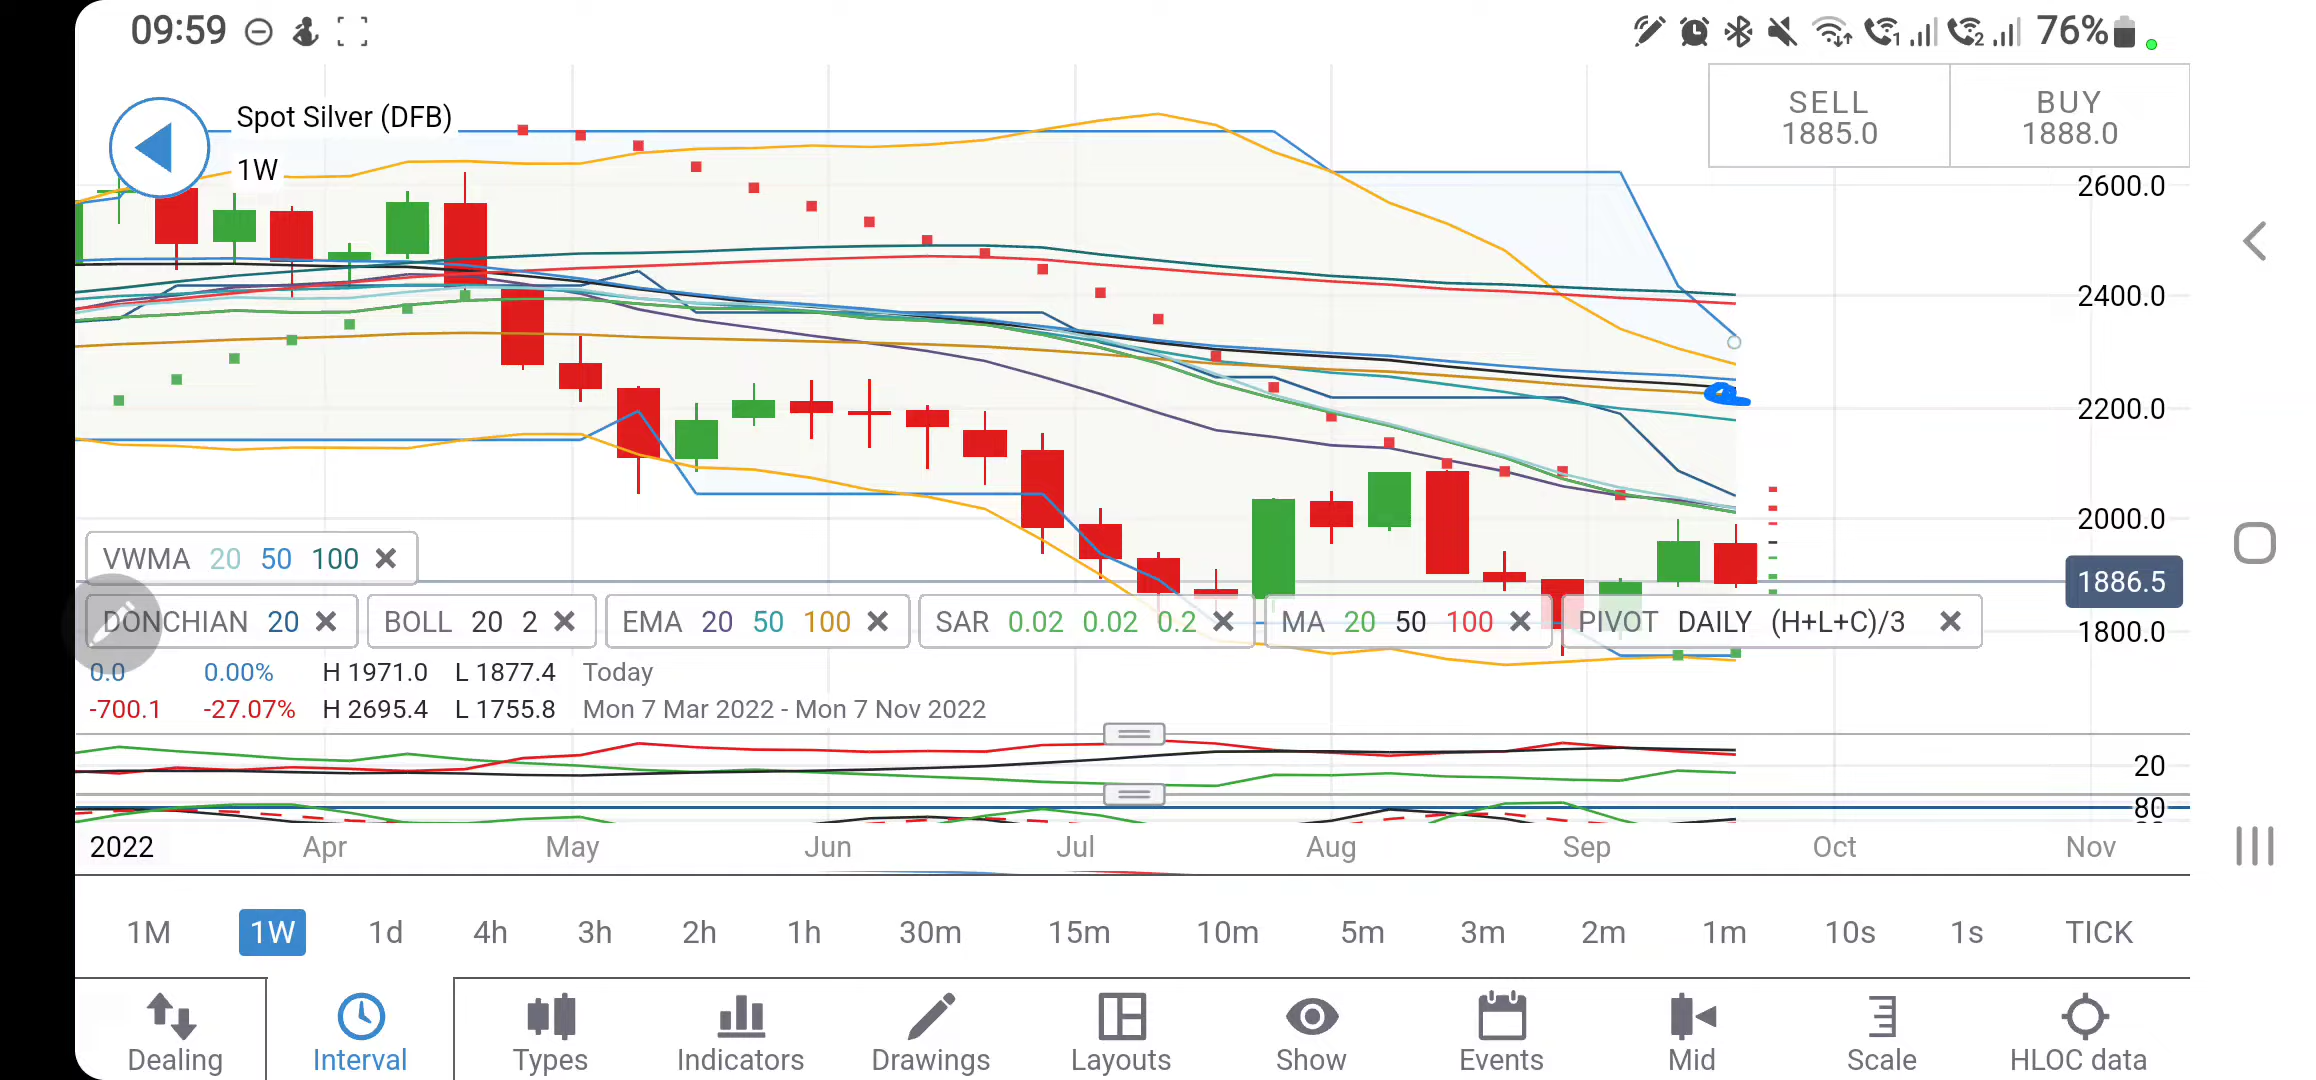 09:59
76%
Spot Silver (DFB)
1W
SELL
1885.0
BUY
1888.0
2600.0
2400.0
2200.0
2000.0
1886.5
1800.0
VWMA 20 50 100
DONCHIAN 20
BOLL 20 2
EMA 20 50 100
SAR 0.02 0.02 0.2
MA 20 50 100
PIVOT DAILY (H+L+C)/3
0.0 0.00% H 1971.0 L 1877.4 Today
-700.1 -27.07% H 2695.4 L 1755.8 Mon 7 Mar 2022 - Mon 7 Nov 2022
20
80
2022 Apr May Jun Jul Aug Sep Oct Nov
1M 1W 1d 4h 3h 2h 1h 30m 15m 10m 5m 3m 2m 1m 10s 1s TICK
Dealing Interval Types Indicators Drawings Layouts Show Events Mid Scale HLOC data